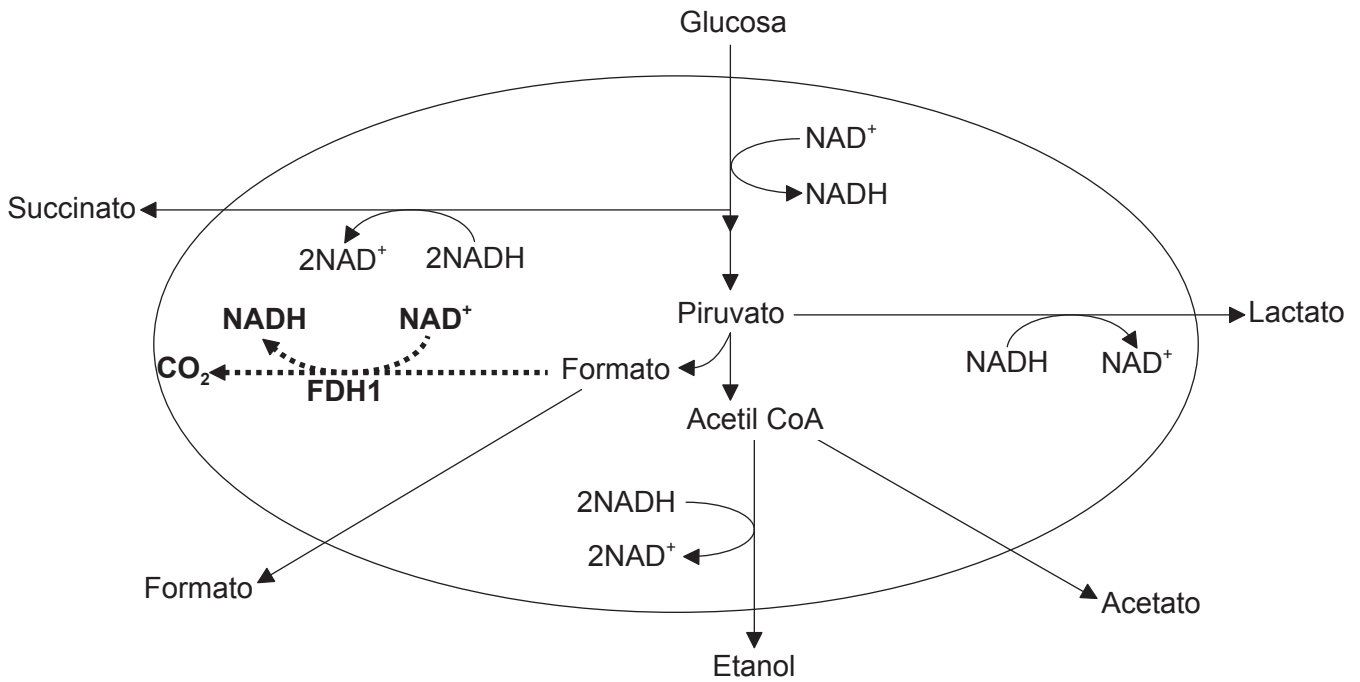 Glucosa
NAD⁺
NADH
Succinato
2NAD⁺ 2NADH
NADH NAD⁺
Piruvato
Lactato
NADH NAD⁺
CO₂
FDH1
Formato
Acetil CoA
2NADH
2NAD⁺
Formato
Acetato
Etanol